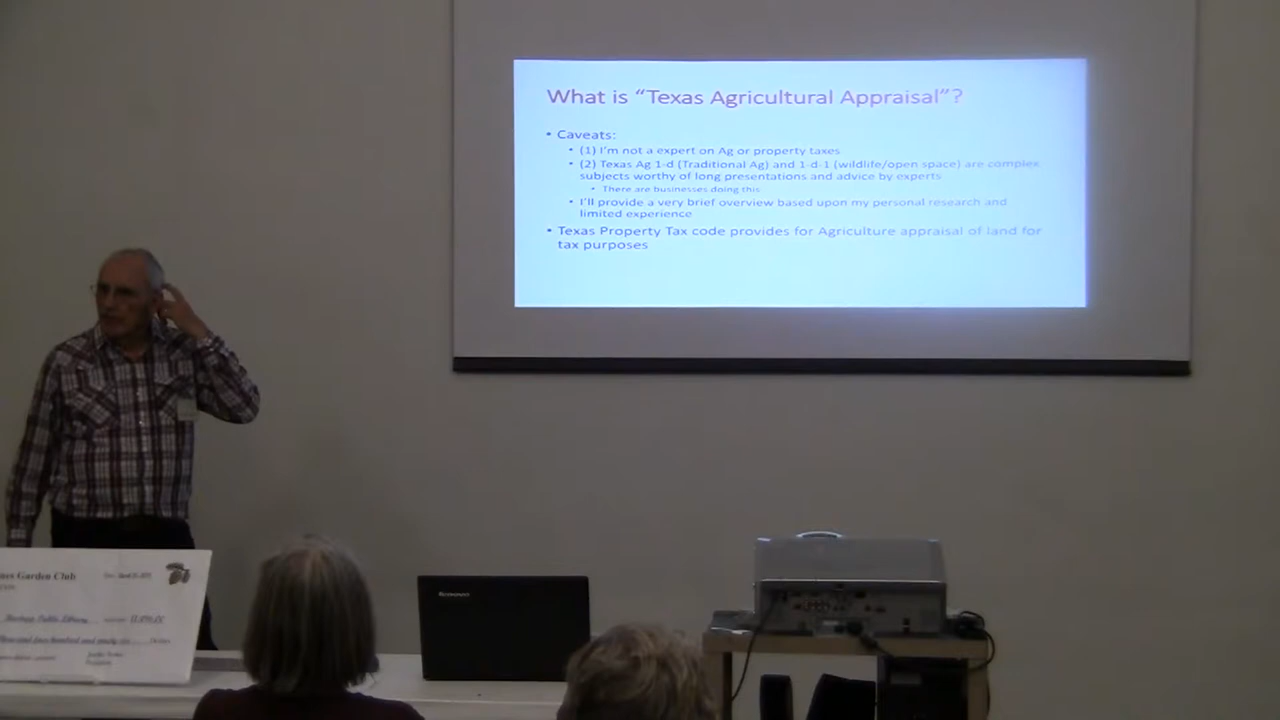 What is “Texas Agricultural Appraisal”?
• Caveats:
• (1) I’m not a expert on Ag or property taxes
• (2) Texas Ag 1-d (Traditional Ag) and 1-d-1 (wildlife/open space) are complex
subjects worthy of long presentations and advice by experts
• There are businesses doing this
• I’ll provide a very brief overview based upon my personal research and
limited experience
• Texas Property Tax code provides for Agriculture appraisal of land for
tax purposes
lenovo
Garden Club
Public Library
Dollars